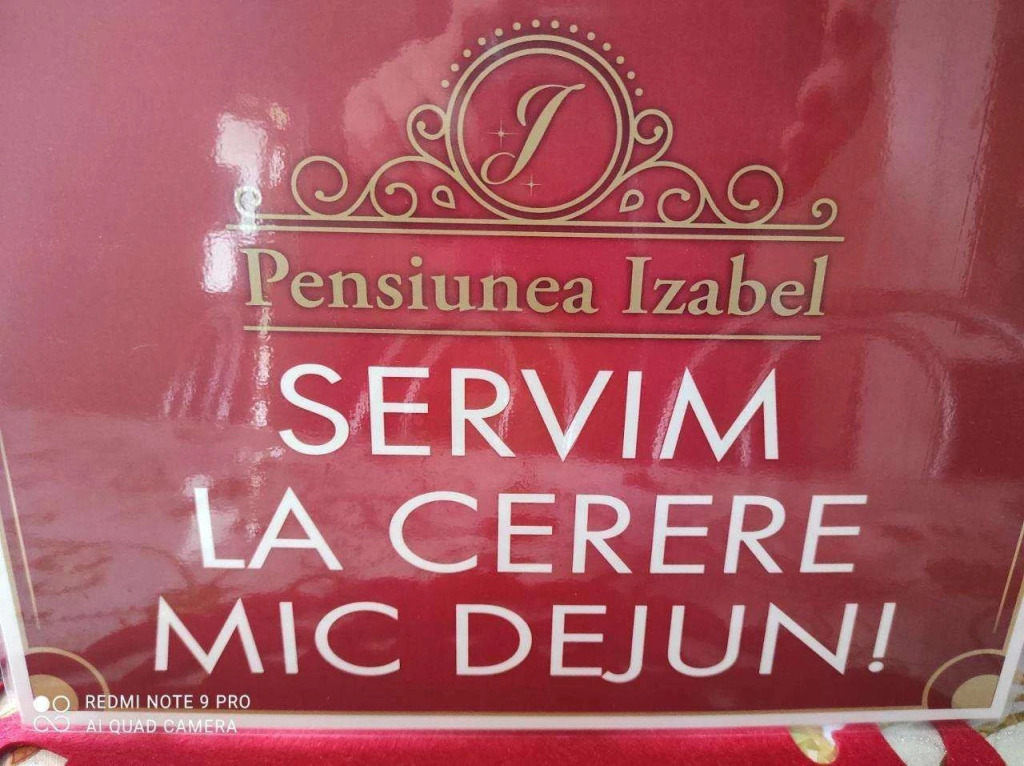 I
Pensiunea Izabel
SERVIM
LA CERERE
MIC DEJUN!
REDMI NOTE 9 PRO
AI QUAD CAMERA